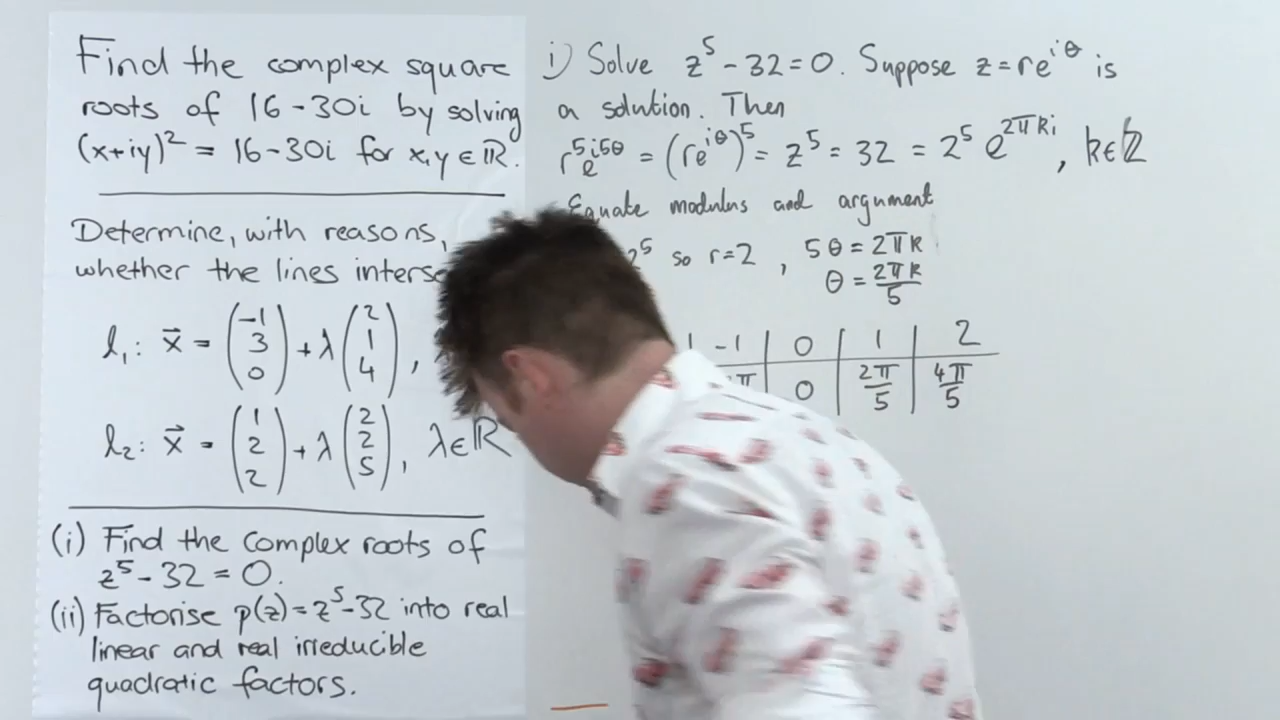 Find the complex square
roots of 16-30i by solving
(x+iy)² = 16-30i for x,y ∈ ℝ.
Determine, with reasons,
whether the lines
l₁: x⃗ = (-1 3 0) + λ (2 1 4),
l₂: x⃗ = (1 2 2) + λ (2 2 5), λ∈ℝ
(i) Find the complex roots of
z⁵-32=0.
(ii) Factorise p(z)=z⁵-32 into real
linear and real irreducible
quadratic factors.
i) Solve z⁵-32=0. Suppose z=re^{iθ} is
a solution. Then
r⁵e^{i5θ} = (re^{iθ})⁵ = z⁵ = 32 = 2⁵ e^{2πki}, k∈ℤ
Equate modulus and argument
2⁵ so r=2, 5θ=2πk
θ=2πk/5
-1 | 0 | 1 | 2
π | 0 | 2π/5 | 4π/5